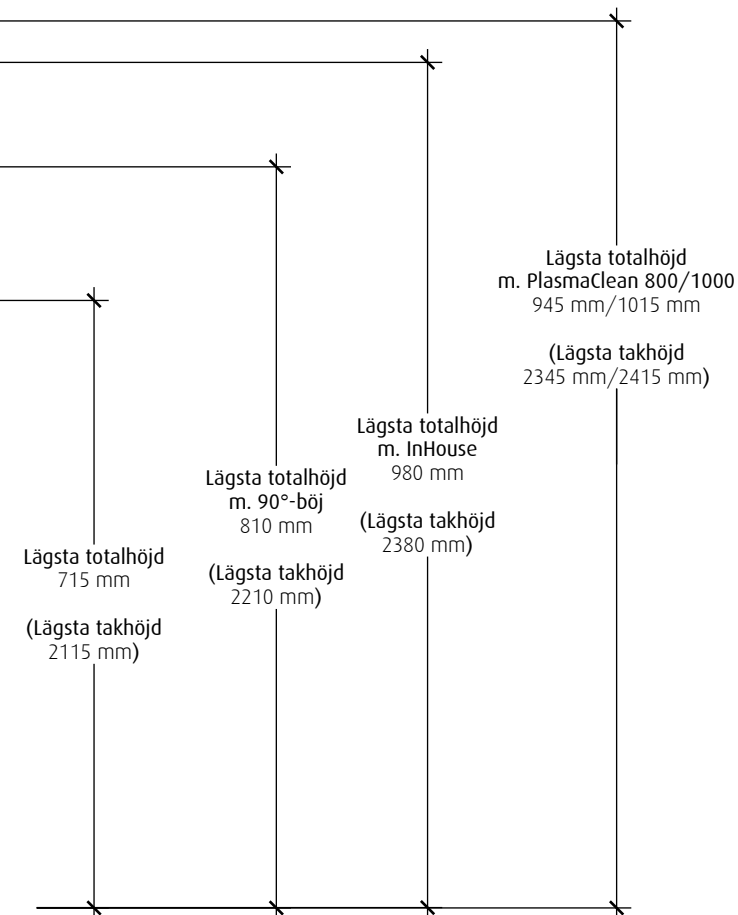 Lägsta totalhöjd
m. PlasmaClean 800/1000
945 mm/1015 mm
(Lägsta takhöjd
2345 mm/2415 mm)
Lägsta totalhöjd
m. InHouse
980 mm
(Lägsta takhöjd
2380 mm)
Lägsta totalhöjd
m. 90°-böj
810 mm
(Lägsta takhöjd
2210 mm)
Lägsta totalhöjd
715 mm
(Lägsta takhöjd
2115 mm)